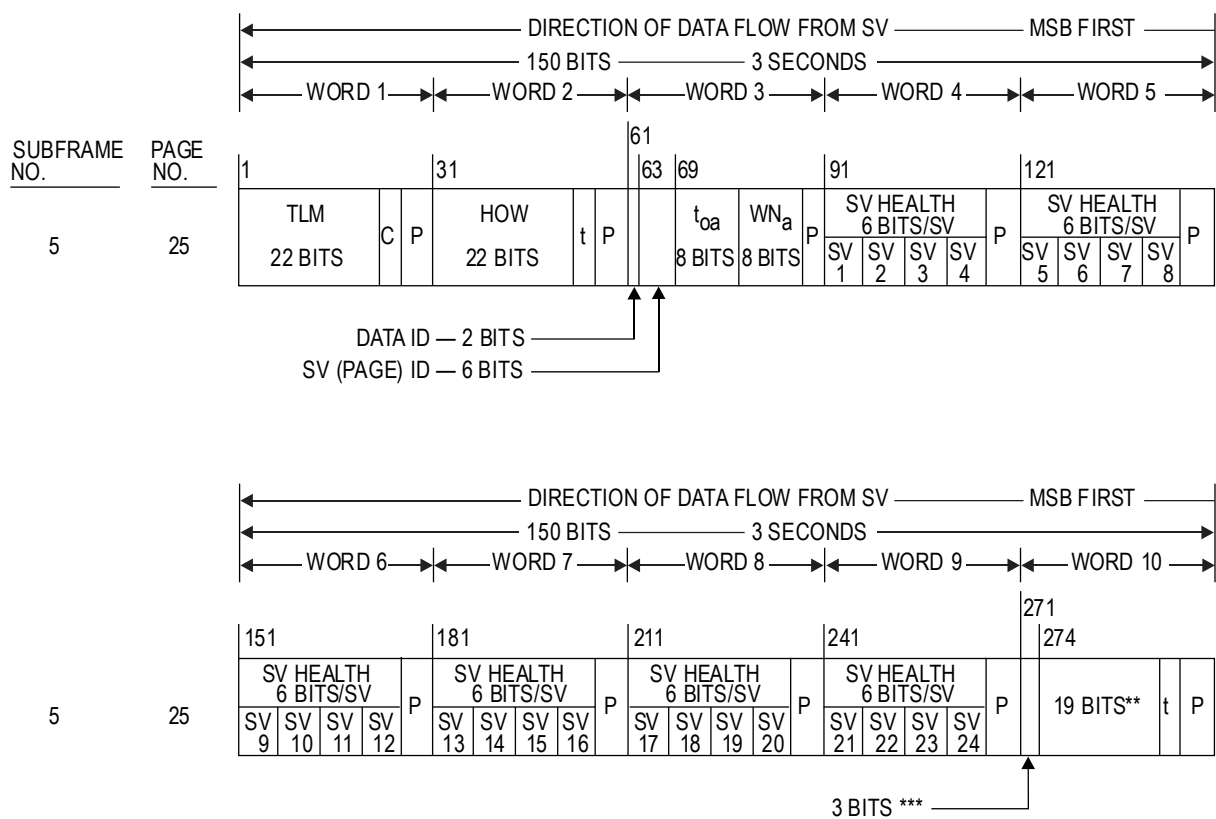 DIRECTION OF DATA FLOW FROM SV MSB FIRST
150 BITS 3 SECONDS
WORD 1 WORD 2 WORD 3 WORD 4 WORD 5
SUBFRAME NO. PAGE NO.
61
1 31 63 69 91 121
5 25
TLM 22 BITS C P
HOW 22 BITS t P
toa 8 BITS WNa 8 BITS P
SV HEALTH 6 BITS/SV P
SV 1 SV 2 SV 3 SV 4
SV HEALTH 6 BITS/SV P
SV 5 SV 6 SV 7 SV 8
DATA ID — 2 BITS
SV (PAGE) ID — 6 BITS
DIRECTION OF DATA FLOW FROM SV MSB FIRST
150 BITS 3 SECONDS
WORD 6 WORD 7 WORD 8 WORD 9 WORD 10
271
151 181 211 241 274
5 25
SV HEALTH 6 BITS/SV P
SV 9 SV 10 SV 11 SV 12
SV HEALTH 6 BITS/SV P
SV 13 SV 14 SV 15 SV 16
SV HEALTH 6 BITS/SV P
SV 17 SV 18 SV 19 SV 20
SV HEALTH 6 BITS/SV P
SV 21 SV 22 SV 23 SV 24
19 BITS** t P
3 BITS ***